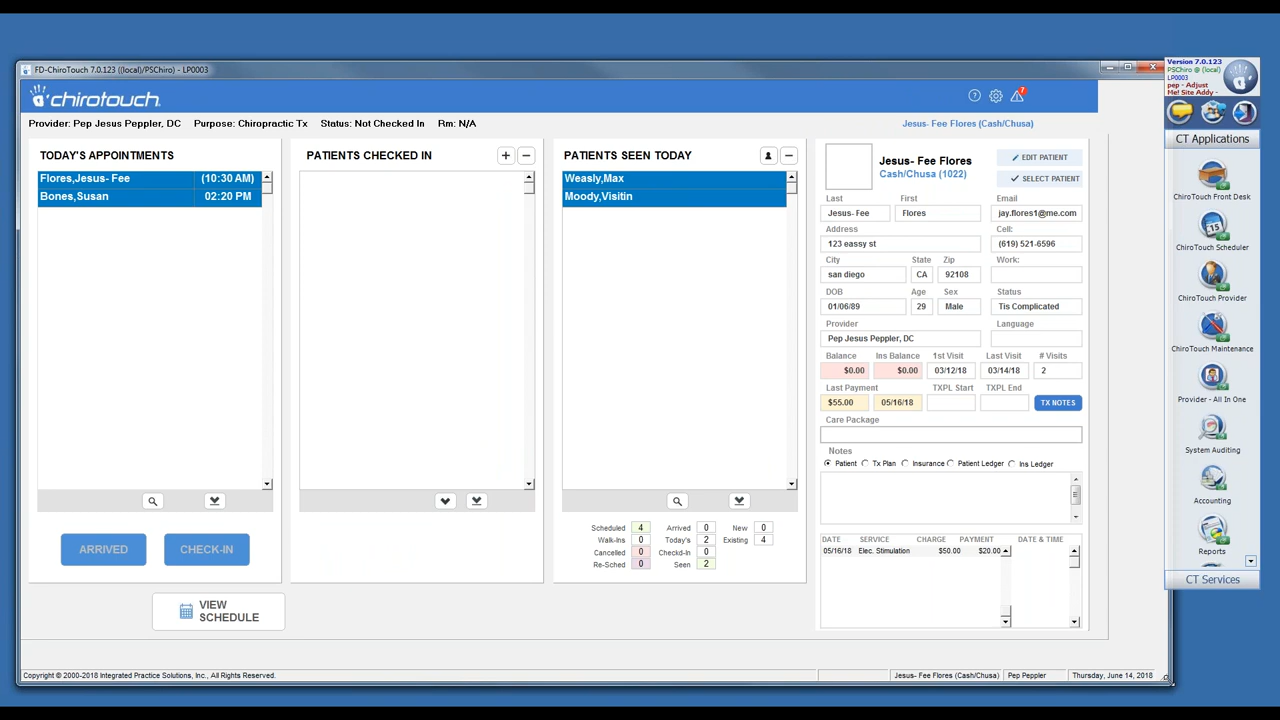 FD-ChiroTouch 7.0.123 ((local)/PSChiro) - LP0003
chirotouch
? 7
Provider: Pep Jesus Peppler, DC Purpose: Chiropractic Tx Status: Not Checked In Rm: N/A Jesus- Fee Flores (Cash/Chusa)
TODAY'S APPOINTMENTS
Flores,Jesus- Fee (10:30 AM)
Bones,Susan 02:20 PM
ARRIVED
CHECK-IN
VIEW
SCHEDULE
PATIENTS CHECKED IN
PATIENTS SEEN TODAY
Weasly,Max
Moody,Visitin
Scheduled 4 Arrived 0 New 0
Walk-Ins 0 Today's 2 Existing 4
Cancelled 0 Checkd-In 0
Re-Sched 0 Seen 2
Jesus- Fee Flores
Cash/Chusa (1022)
EDIT PATIENT
SELECT PATIENT
Last First Email
Jesus- Fee Flores jay.flores1@me.com
Address Cell:
123 eassy st (619) 521-6596
City State Zip Work:
san diego CA 92108
DOB Age Sex Status
01/06/89 29 Male Tis Complicated
Provider Language
Pep Jesus Peppler, DC
Balance Ins Balance 1st Visit Last Visit # Visits
$0.00 $0.00 03/12/18 03/14/18 2
Last Payment TXPL Start TXPL End
$55.00 05/16/18 TX NOTES
Care Package
Notes
Patient Tx Plan Insurance Patient Ledger Ins Ledger
DATE SERVICE CHARGE PAYMENT DATE & TIME
05/16/18 Elec. Stimulation $50.00 $20.00
Copyright © 2000-2018 Integrated Practice Solutions, Inc., All Rights Reserved.
Jesus- Fee Flores (Cash/Chusa) Pep Peppler Thursday, June 14, 2018
Version 7.0.123
PSChiro @ (local)
LP0003
pep - Adjust
Me! Site Addy -
CT Applications
ChiroTouch Front Desk
15
ChiroTouch Scheduler
ChiroTouch Provider
ChiroTouch Maintenance
Provider - All In One
System Auditing
Accounting
Reports
CT Services